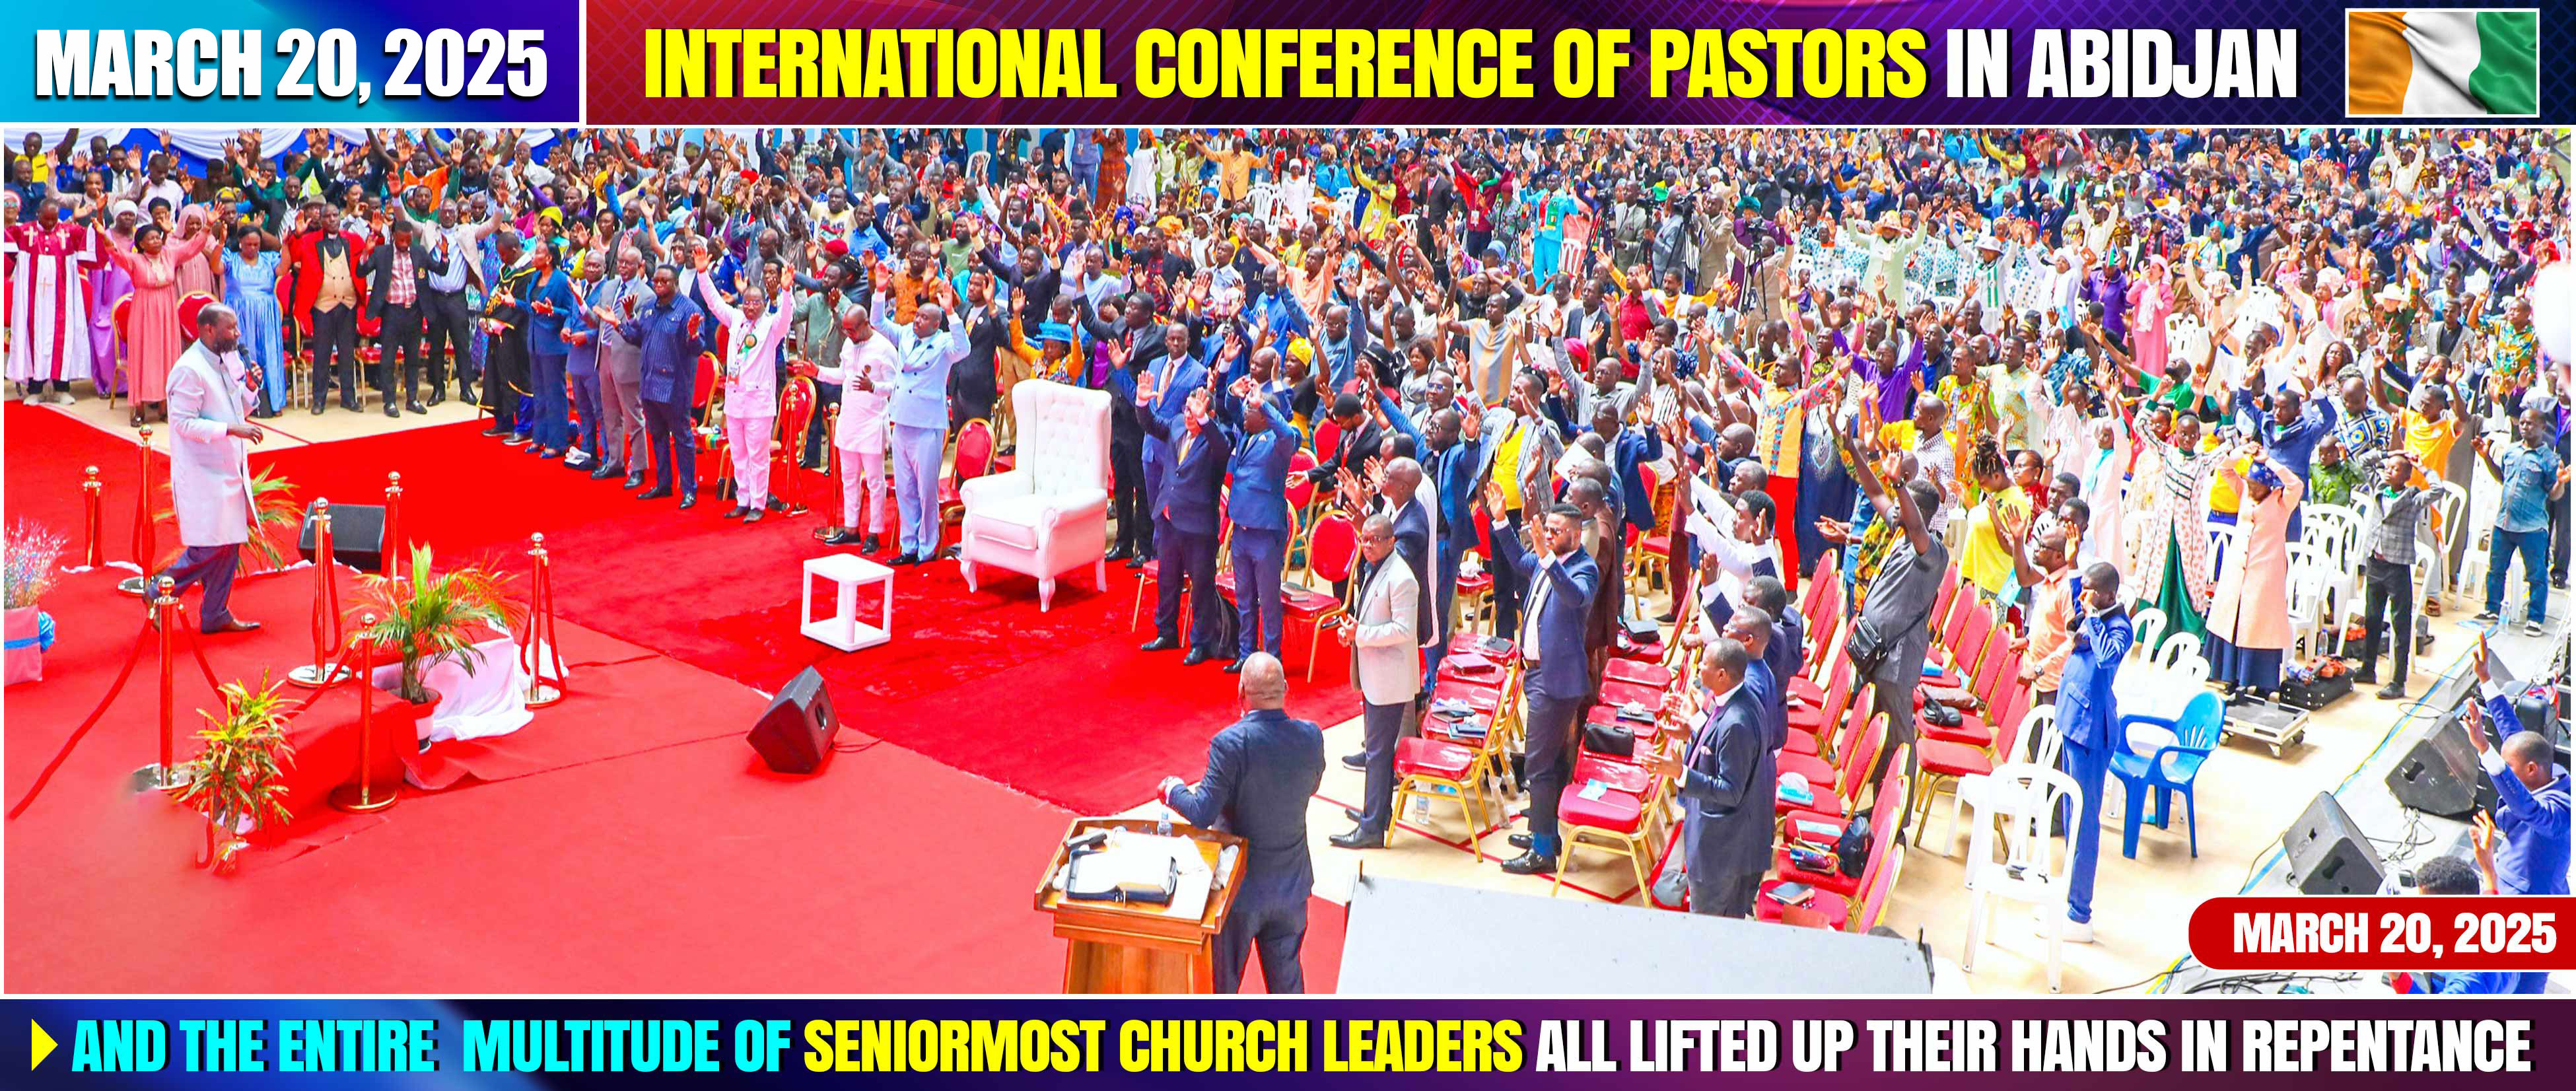 MARCH 20, 2025
INTERNATIONAL CONFERENCE OF PASTORS IN ABIDJAN
MARCH 20, 2025
AND THE ENTIRE MULTITUDE OF SENIORMOST CHURCH LEADERS ALL LIFTED UP THEIR HANDS IN REPENTANCE